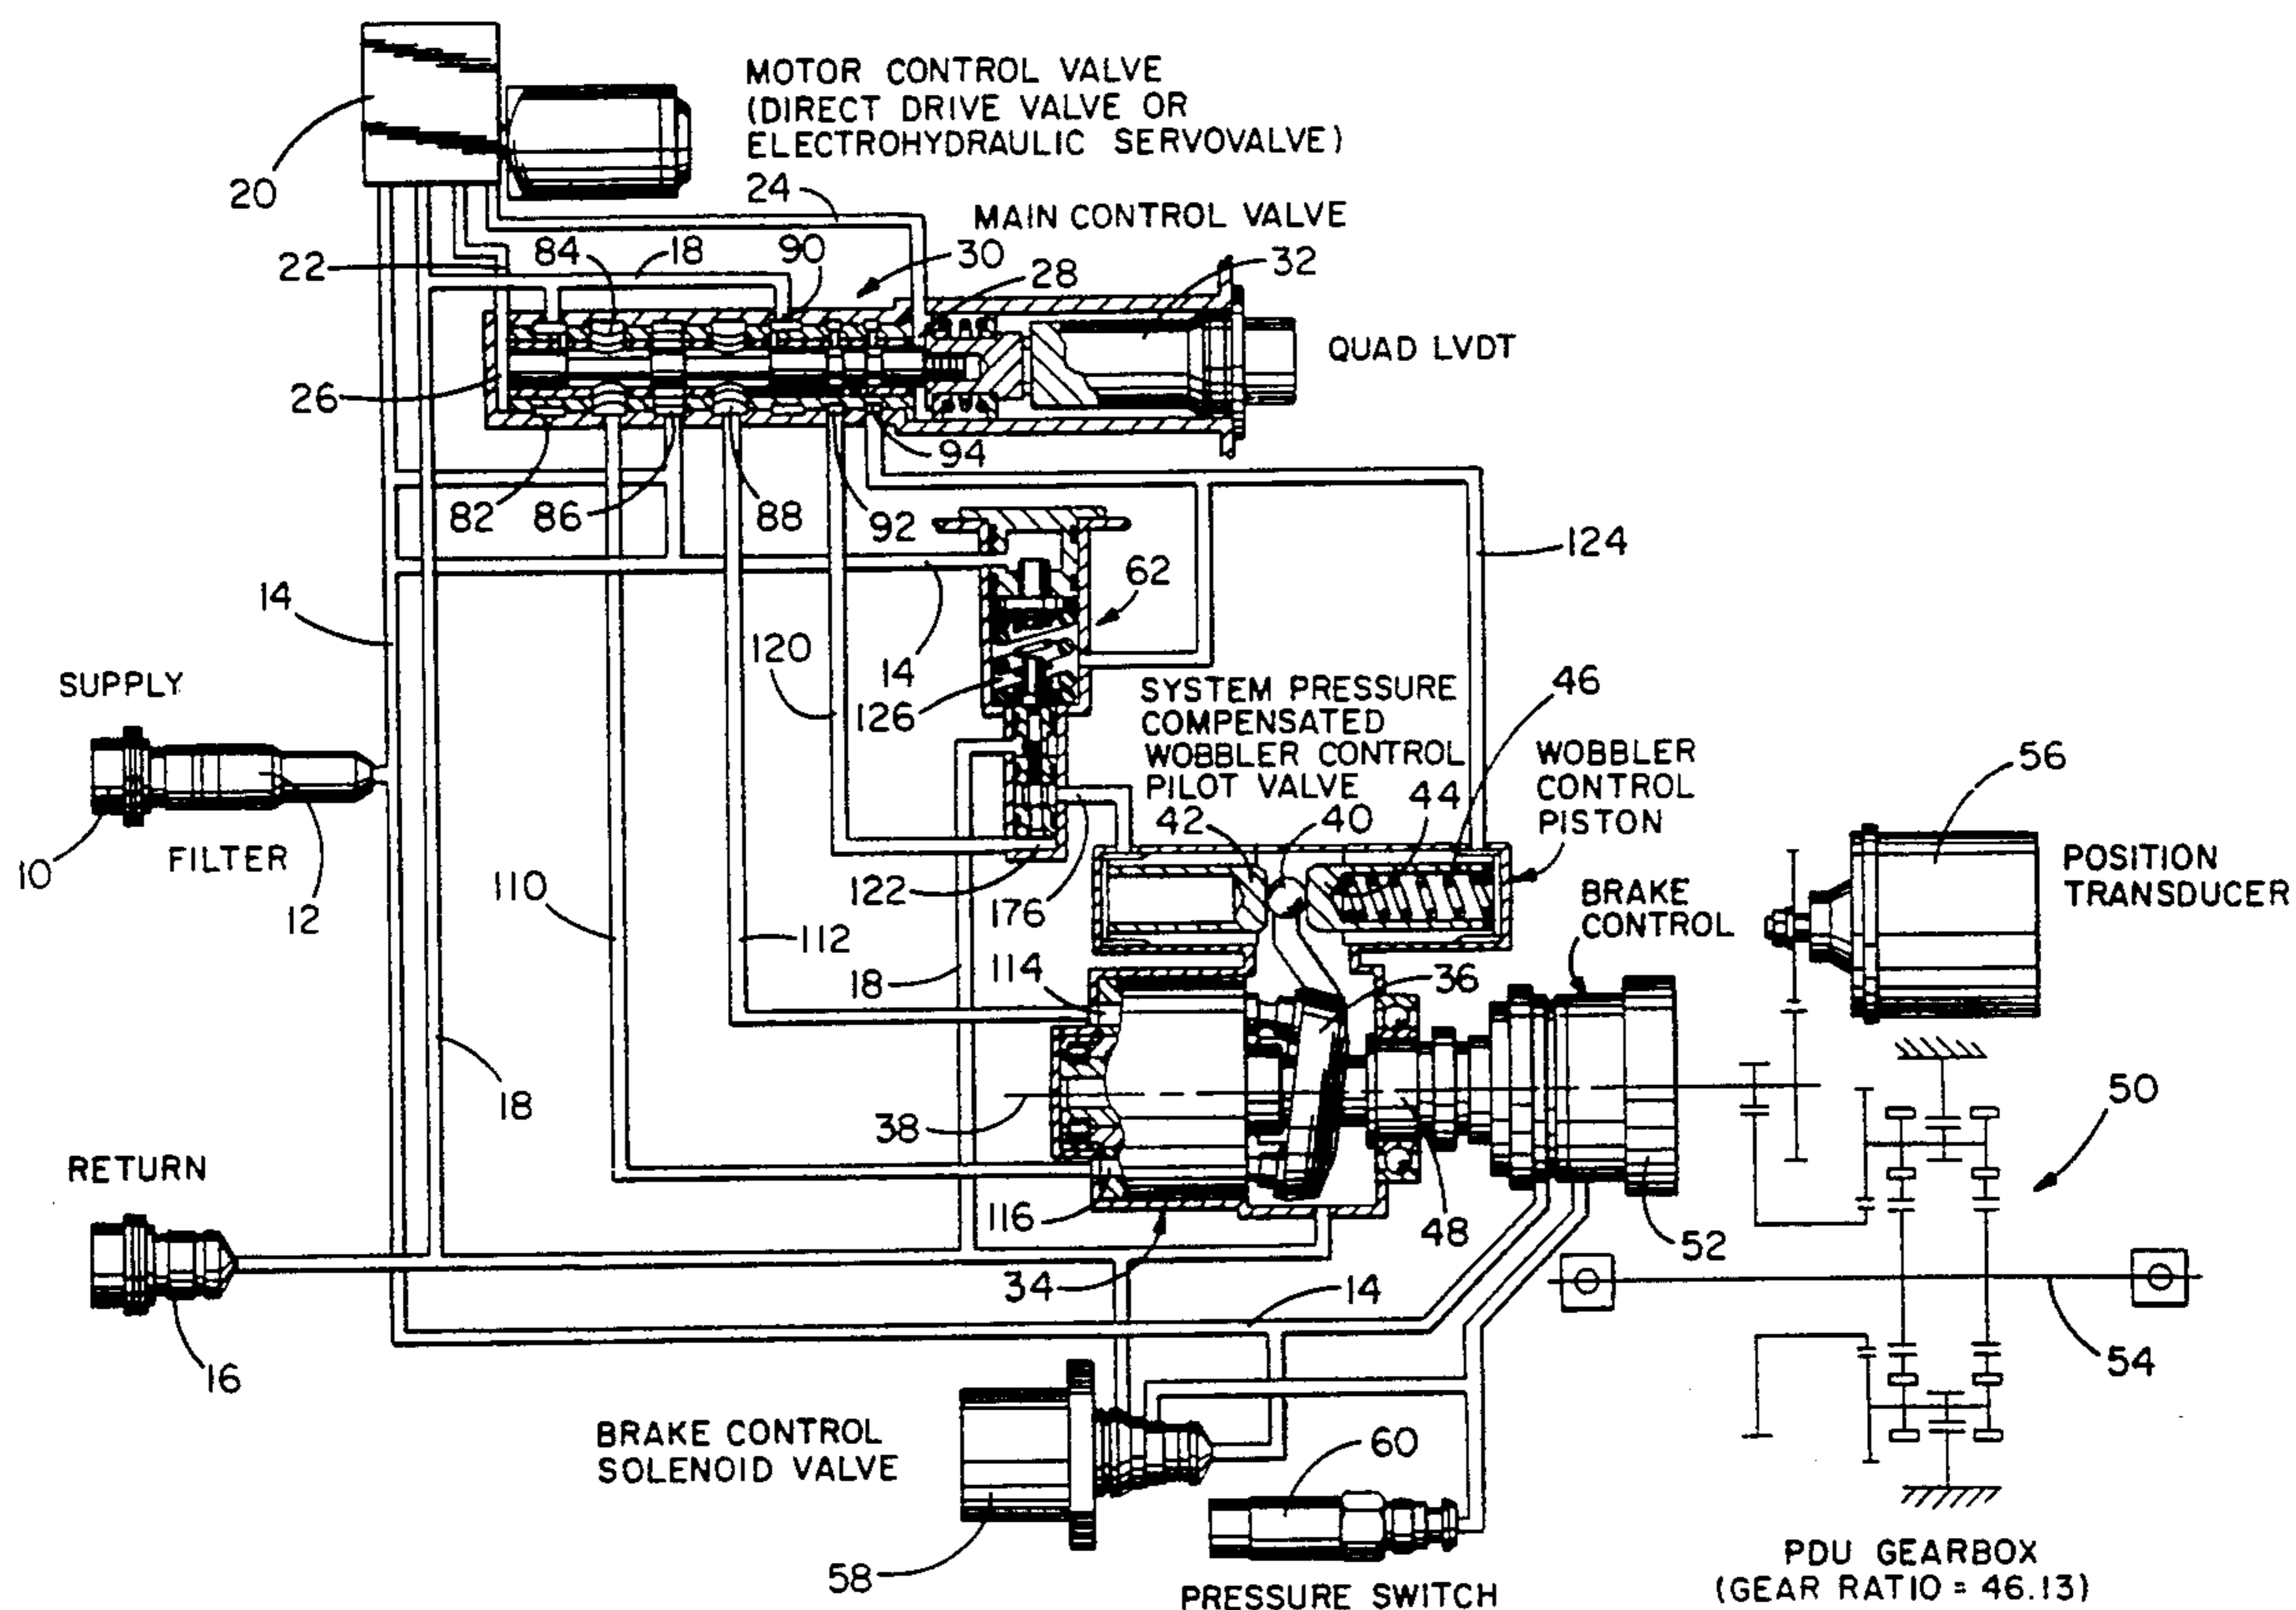 MOTOR CONTROL VALVE
(DIRECT DRIVE VALVE OR
ELECTROHYDRAULIC SERVOVALVE)
20
24
MAIN CONTROL VALVE
22
84
18
90
30
28
32
QUAD LVDT
26
94
82
86
88
92
124
14
62
120
14
SUPPLY
126
SYSTEM PRESSURE
COMPENSATED
WOBBLER CONTROL
PILOT VALVE
46
WOBBLER
CONTROL
PISTON
56
44
42
40
FILTER
10
12
POSITION
TRANSDUCER
110
122
176
BRAKE
CONTROL
112
18
114
36
18
38
50
RETURN
116
48
52
34
14
16
54
BRAKE CONTROL
SOLENOID VALVE
60
58
PRESSURE SWITCH
PDU GEARBOX
(GEAR RATIO = 46.13)